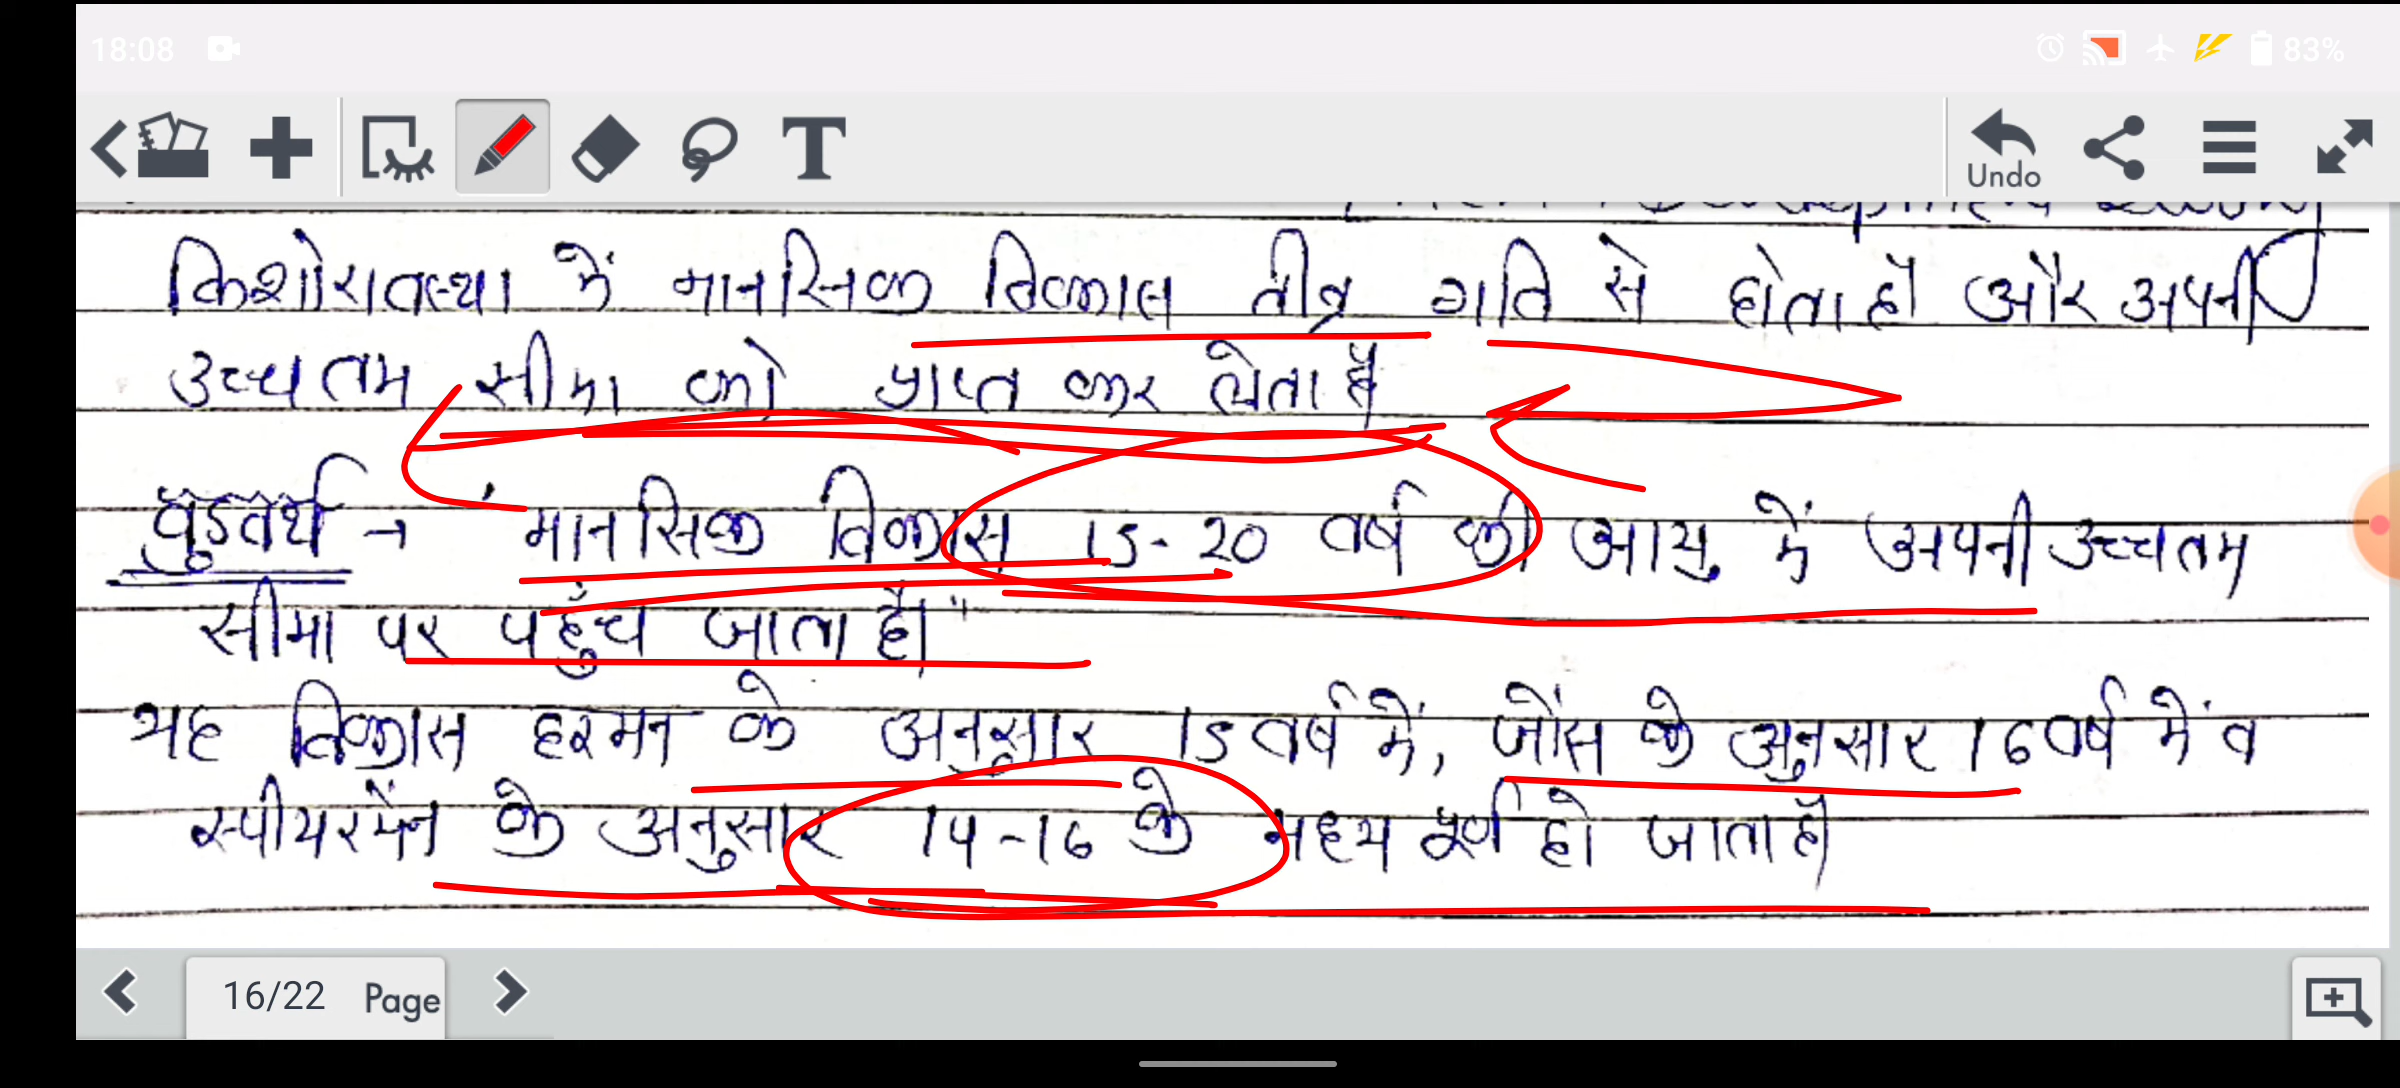 18:08 83%
Undo
किशोरावस्था में मानसिक विकास तीव्र गति से होता है और अपनी
उच्चतम सीमा को प्राप्त कर लेता है
वुडवर्थ → "मानसिक विकास 15-20 वर्ष की आयु में अपनी उच्चतम
सीमा पर पहुँच जाता है।"
यह विकास हरमन के अनुसार 15 वर्ष में, जोंस के अनुसार 16 वर्ष में व
स्पीयरमैन के अनुसार 14-16 के मध्य पूर्ण हो जाता है
16/22 Page